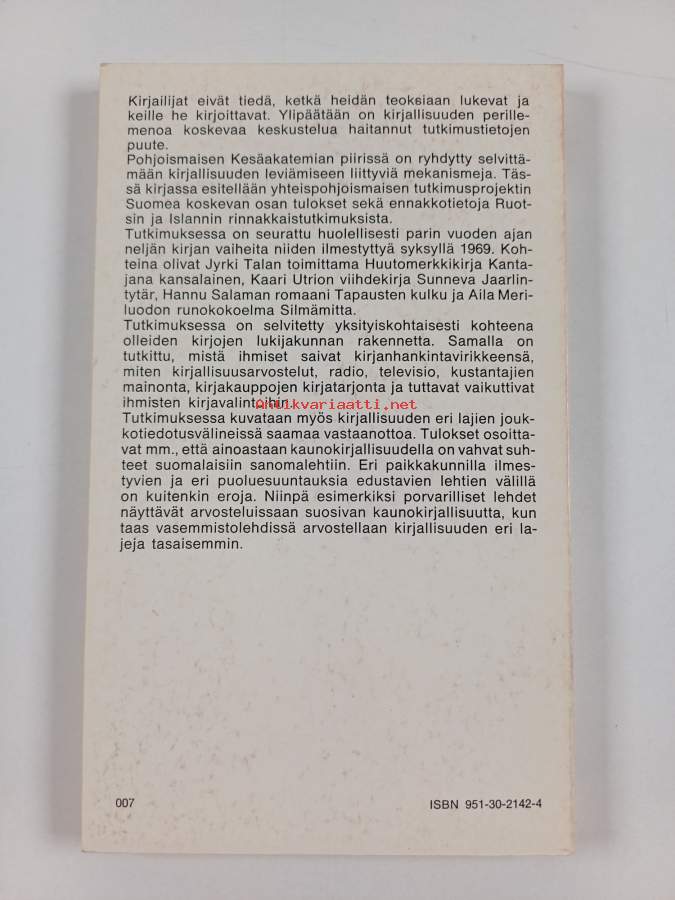 Kirjailijat eivät tiedä, ketkä heidän teoksiaan lukevat ja
keille he kirjoittavat. Ylipäätään on kirjallisuuden perille-
menoa koskevaa keskustelua haitannut tutkimustietojen
puute.
Pohjoismaisen Kesäakatemian piirissä on ryhdytty selvittä-
mään kirjallisuuden leviämiseen liittyviä mekanismeja. Täs-
sä kirjassa esitellään yhteispohjoismaisen tutkimusprojektin
Suomea koskevan osan tulokset sekä ennakkotietoja Ruot-
sin ja Islannin rinnakkaistutkimuksista.
Tutkimuksessa on seurattu huolellisesti parin vuoden ajan
neljän kirjan vaiheita niiden ilmestyttyä syksyllä 1969. Koh-
teina olivat Jyrki Talan toimittama Huutomerkkikirja Kanta-
jana kansalainen, Kaari Utrion viihdekirja Sunneva Jaarlin-
tytär, Hannu Salaman romaani Tapausten kulku ja Aila Meri-
luodon runokokoelma Silmämitta.
Tutkimuksessa on selvitetty yksityiskohtaisesti kohteena
olleiden kirjojen lukijakunnan rakennetta. Samalla on
tutkittu, mistä ihmiset saivat kirjanhankintavirikkeensä,
miten kirjallisuusarvostelut, radio, televisio, kustantajien
mainonta, kirjakauppojen kirjatarjonta ja tuttavat vaikuttivat
ihmisten kirjavalintoihin.
Antikvariaatti.net
Tutkimuksessa kuvataan myös kirjallisuuden eri lajien jouk-
kotiedotusvälineissä saamaa vastaanottoa. Tulokset osoitta-
vat mm., että ainoastaan kaunokirjallisuudella on vahvat suh-
teet suomalaisiin sanomalehtiin. Eri paikkakunnilla ilmes-
tyvien ja eri puoluesuuntauksia edustavien lehtien välillä
on kuitenkin eroja. Niinpä esimerkiksi porvarilliset lehdet
näyttävät arvosteluissaan suosivan kaunokirjallisuutta, kun
taas vasemmistolehdissä arvostellaan kirjallisuuden eri la-
jeja tasaisemmin.
007
ISBN 951-30-2142-4